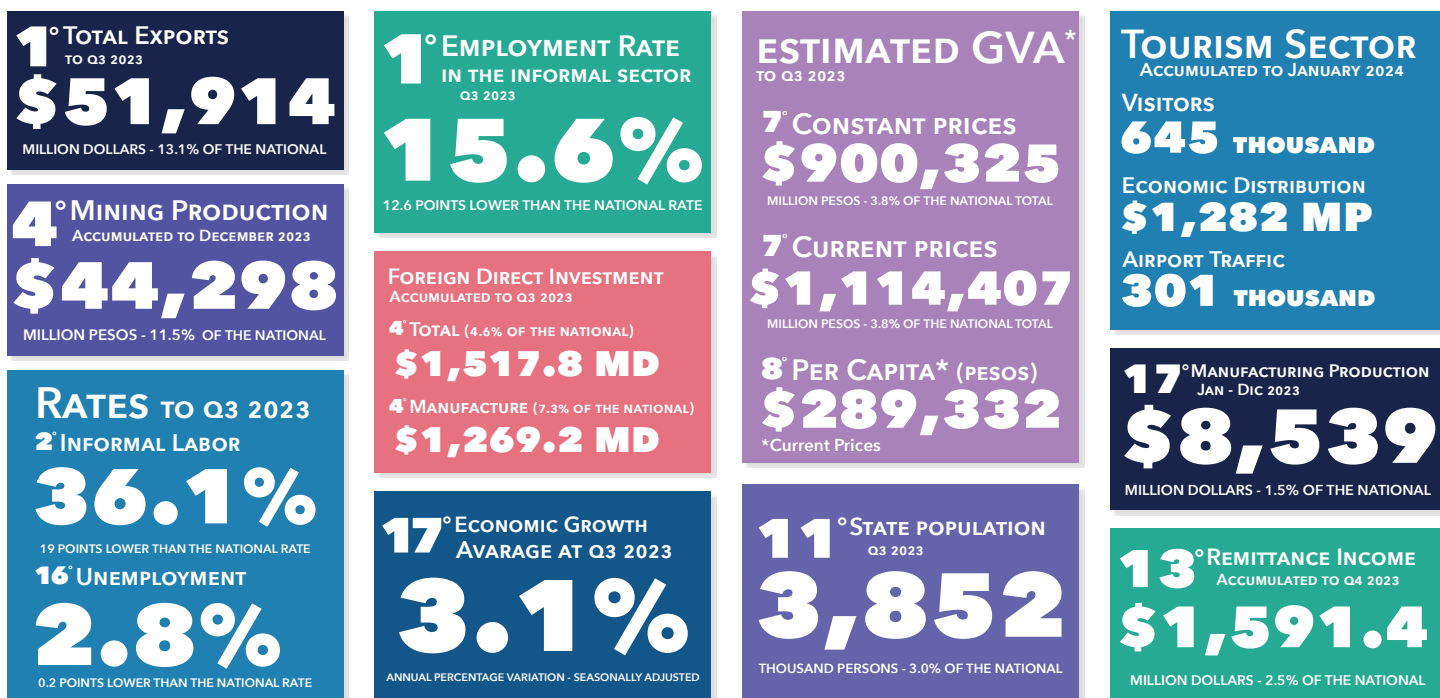 1° Total Exports
to Q3 2023
$51,914
MILLION DOLLARS - 13.1% OF THE NATIONAL
4° Mining Production
Accumulated to December 2023
$44,298
MILLION PESOS - 11.5% OF THE NATIONAL
Rates to Q3 2023
2° Informal Labor
36.1%
19 POINTS LOWER THAN THE NATIONAL RATE
16° Unemployment
2.8%
0.2 POINTS LOWER THAN THE NATIONAL RATE
1° Employment Rate
in the informal sector
Q3 2023
15.6%
12.6 POINTS LOWER THAN THE NATIONAL RATE
Foreign Direct Investment
Accumulated to Q3 2023
4° Total (4.6% of the national)
$1,517.8 MD
4° Manufacture (7.3% of the national)
$1,269.2 MD
17° Economic Growth
Avarage at Q3 2023
3.1%
ANNUAL PERCENTAGE VARIATION - SEASONALLY ADJUSTED
estimated GVA*
to Q3 2023
7° Constant prices
$900,325
MILLION PESOS - 3.8% OF THE NATIONAL TOTAL
7° Current prices
$1,114,407
MILLION PESOS - 3.8% OF THE NATIONAL TOTAL
8° Per Capita* (pesos)
$289,332
*Current Prices
11° State population
Q3 2023
3,852
THOUSAND PERSONS - 3.0% OF THE NATIONAL
Tourism Sector
Accumulated to January 2024
Visitors
645 thousand
Economic Distribution
$1,282 MP
Airport Traffic
301 thousand
17° Manufacturing Production
Jan - Dic 2023
$8,539
MILLION DOLLARS - 1.5% OF THE NATIONAL
13° Remittance Income
Accumulated to Q4 2023
$1,591.4
MILLION DOLLARS - 2.5% OF THE NATIONAL